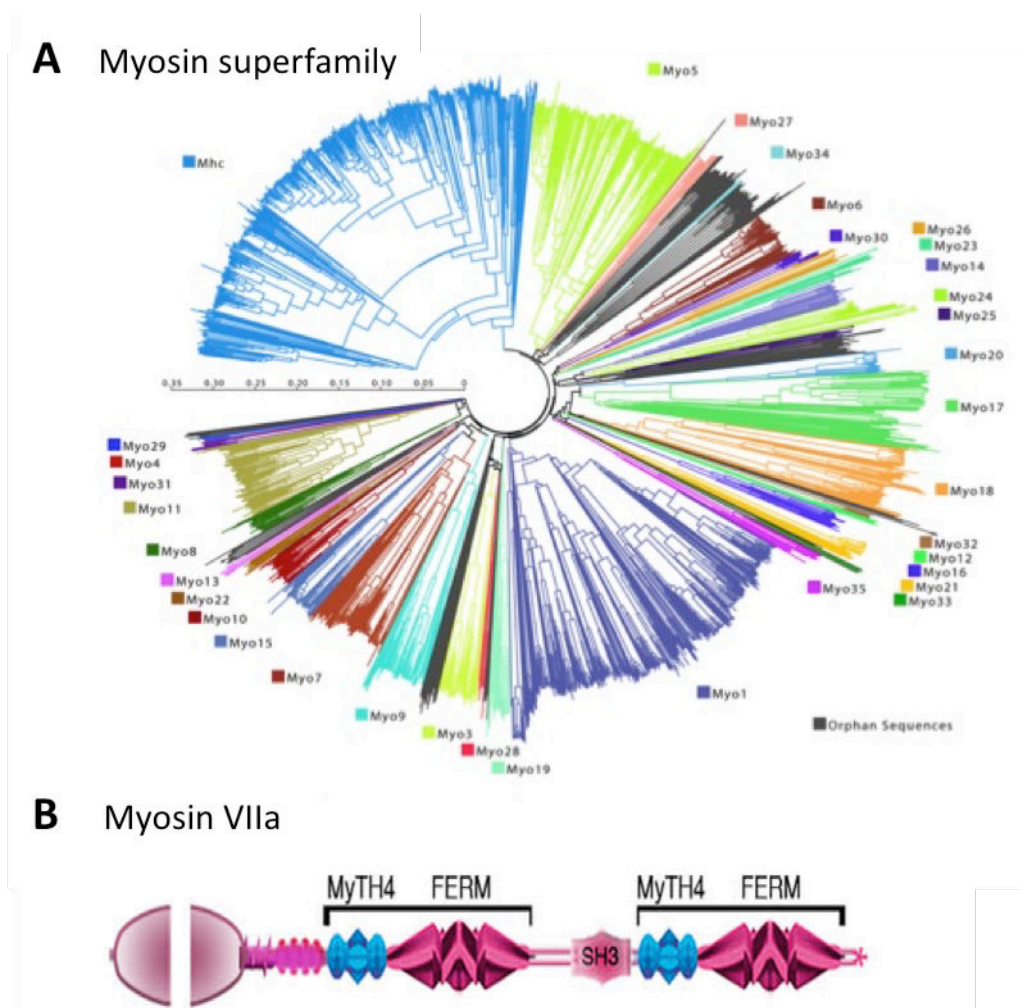 A Myosin superfamily
Myo5
Myo27
Myo34
Mhc
Myo6
Myo26
Myo30
Myo23
Myo14
Myo24
Myo25
Myo20
0,35 0,30 0,25 0,20 0,15 0,10 0,05 0
Myo17
Myo29
Myo4
Myo31
Myo11
Myo18
Myo8
Myo32
Myo12
Myo13
Myo16
Myo22
Myo35
Myo21
Myo33
Myo10
Myo15
Myo7
Myo1
Myo9
Orphan Sequences
Myo3
Myo28
Myo19
B Myosin VIIa
MyTH4 FERM MyTH4 FERM
SH3
*